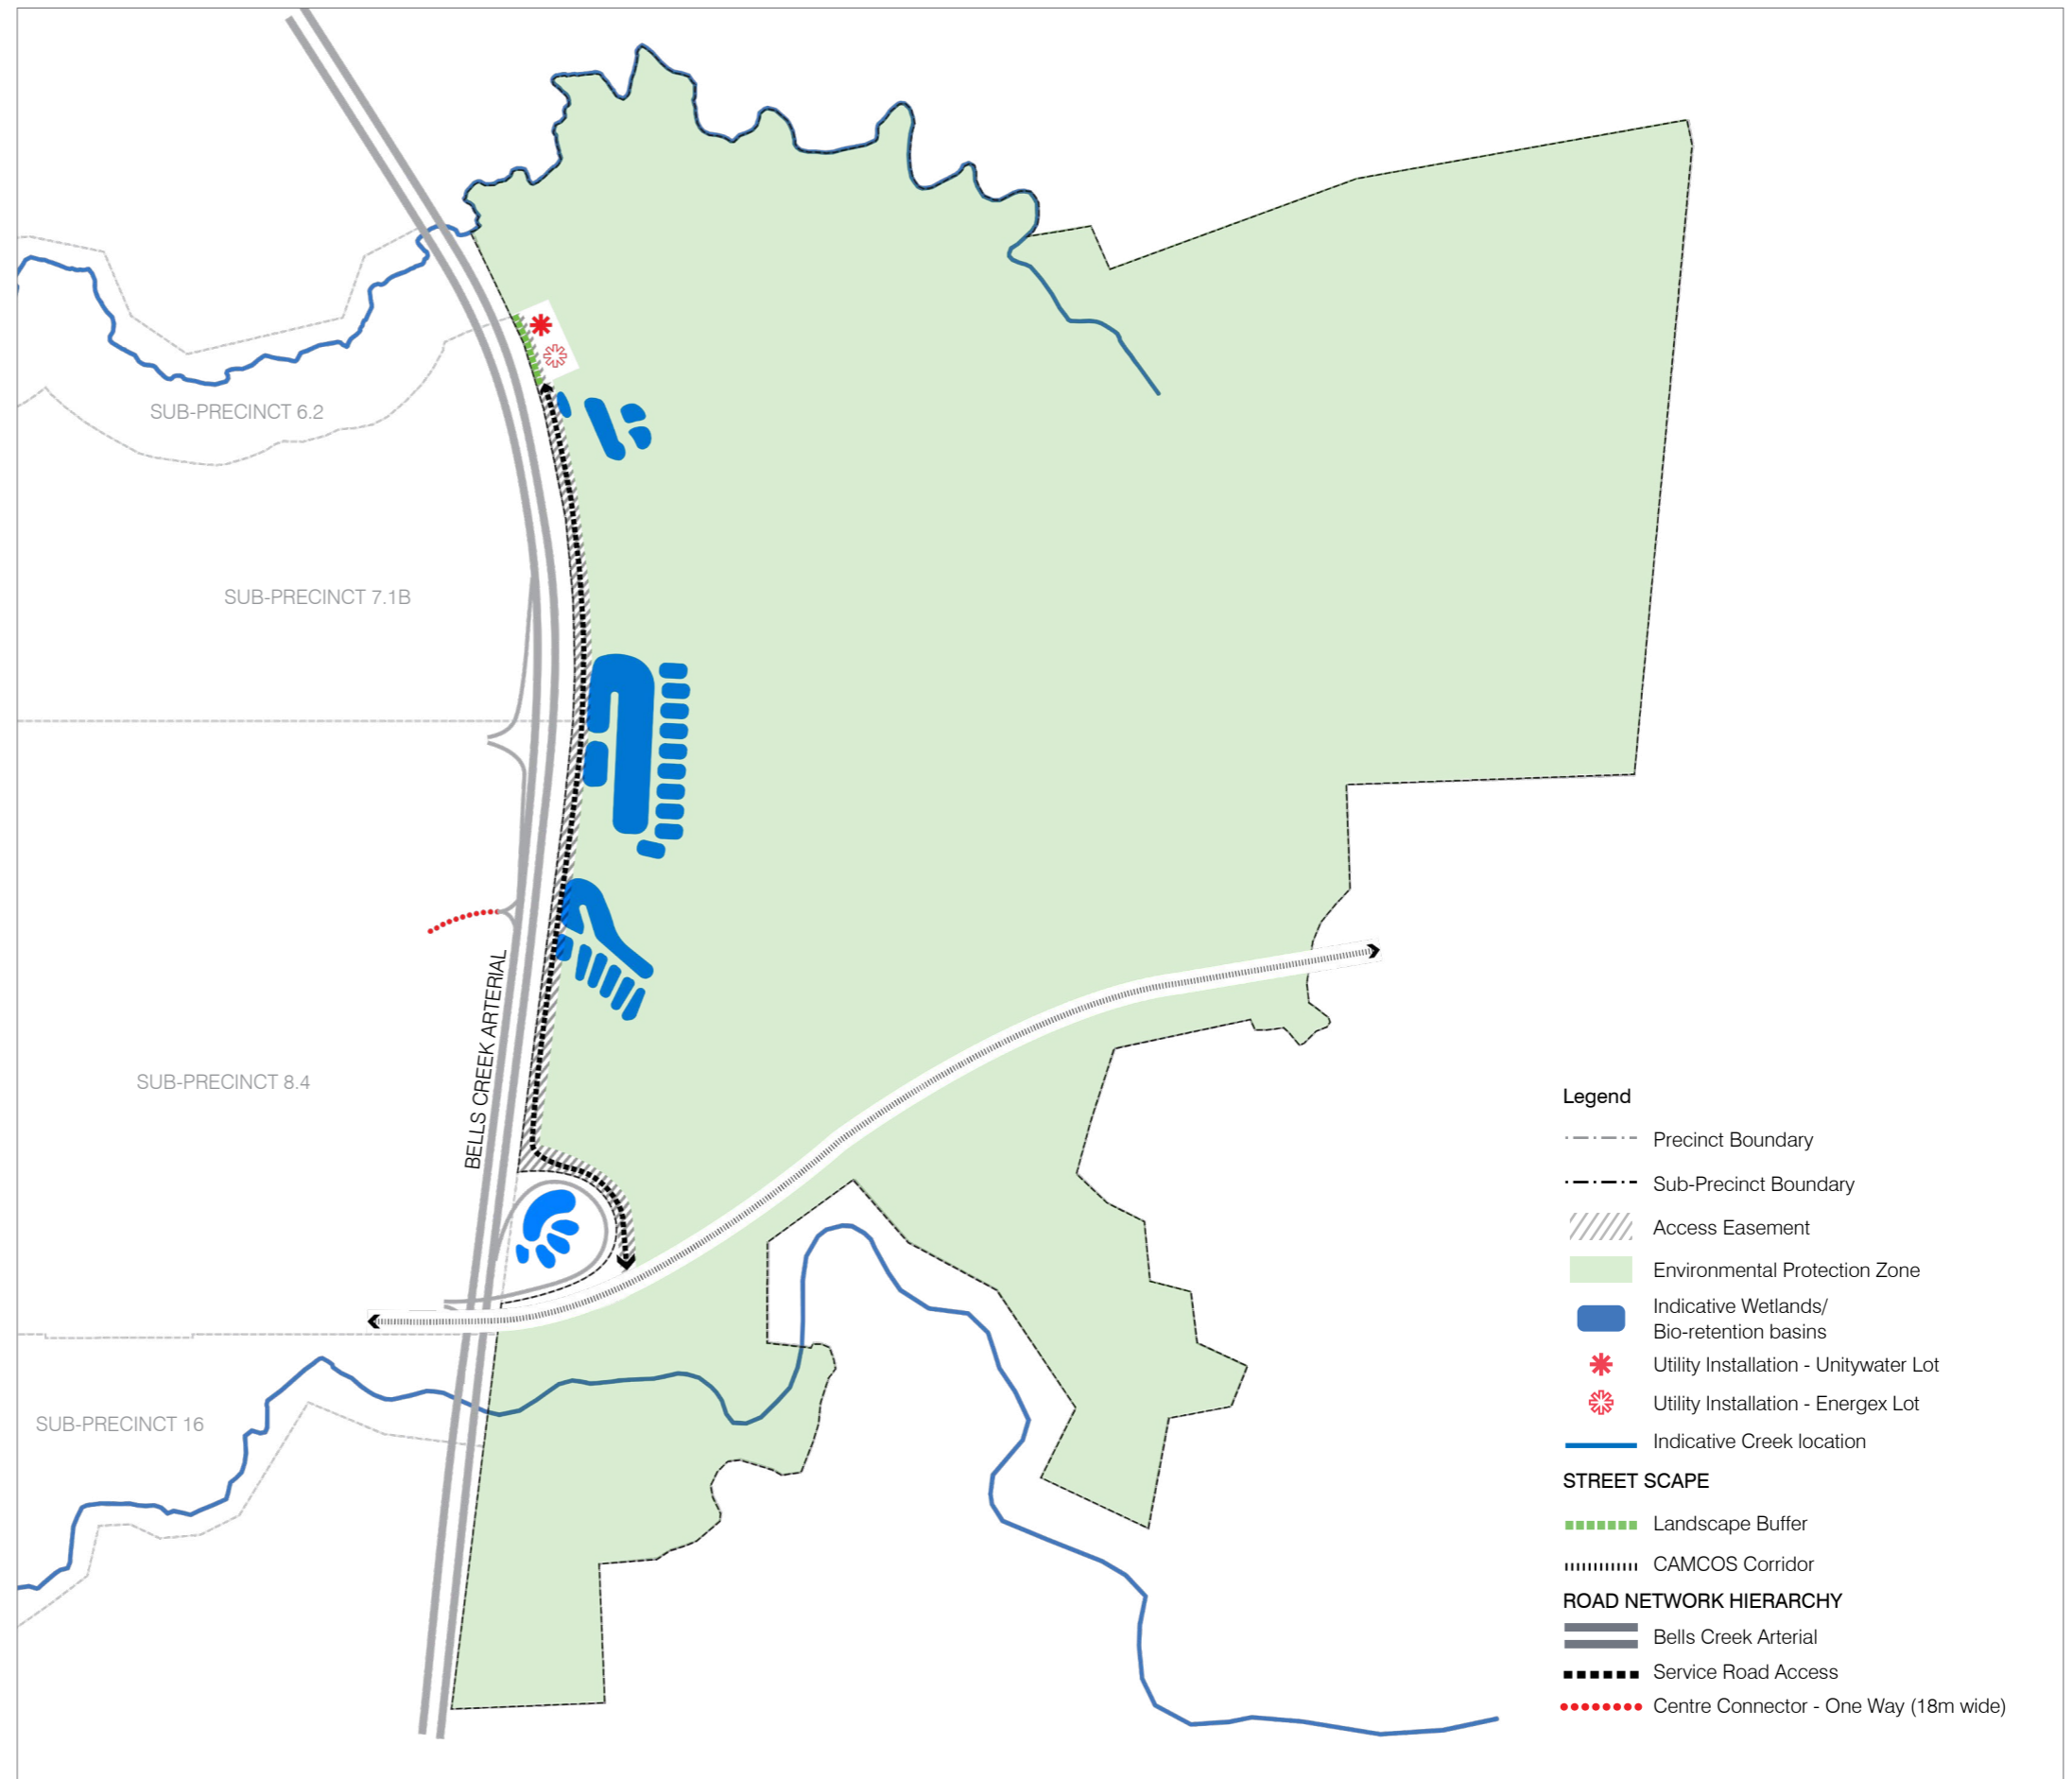 SUB-PRECINCT 6.2
SUB-PRECINCT 7.1B
BELLS CREEK ARTERIAL
SUB-PRECINCT 8.4
SUB-PRECINCT 16
Legend
Precinct Boundary
Sub-Precinct Boundary
Access Easement
Environmental Protection Zone
Indicative Wetlands/
Bio-retention basins
Utility Installation - Unitywater Lot
Utility Installation - Energex Lot
Indicative Creek location
STREET SCAPE
Landscape Buffer
CAMCOS Corridor
ROAD NETWORK HIERARCHY
Bells Creek Arterial
Service Road Access
Centre Connector - One Way (18m wide)